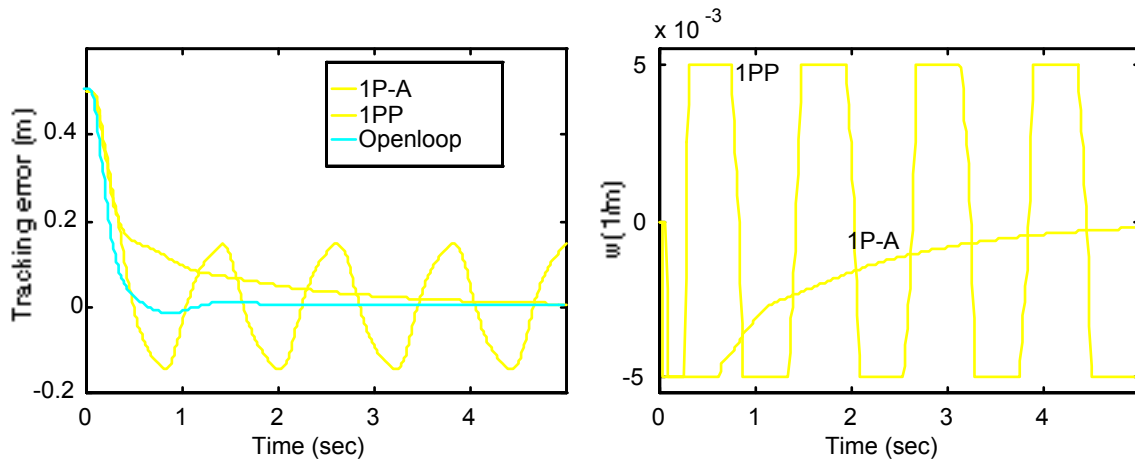 x 10 -3
1P-A
1PP
Openloop
Tracking error (m)
0.4
0.2
0
-0.2
0 1 2 3 4
Time (sec)
5
0
-5
w(1/m)
1PP
1P-A
0 1 2 3 4
Time (sec)